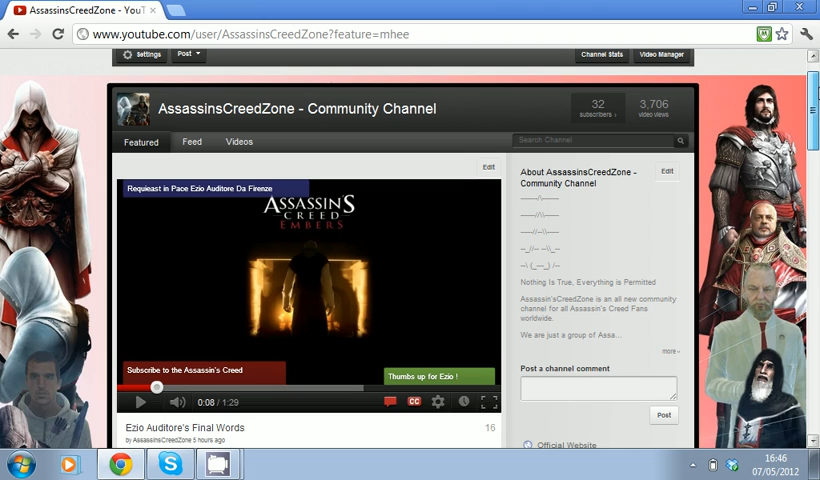 AssassinsCreedZone - YouT
www.youtube.com/user/AssassinsCreedZone?feature=mhee
Settings
Post
Channel Stats
Video Manager
AssassinsCreedZone - Community Channel
32
subscribers ›
3,706
video views
Featured
Feed
Videos
Search Channel
Edit
Requieast in Pace Ezio Auditore Da Firenze
ASSASSIN'S
CREED
EMBERS
Subscribe to the Assassin's Creed
Thumbs up for Ezio !
0:08 / 1:29
CC
Ezio Auditore's Final Words
16
by AssassinsCreedZone 5 hours ago
About AssassinsCreedZone -
Community Channel
Edit
Nothing Is True, Everything is Permitted
Assassin'sCreedZone is an all new community
channel for all Assassin's Creed Fans
worldwide.
We are just a group of Assa...
more
Post a channel comment
Post
Official Website
16:46
07/05/2012